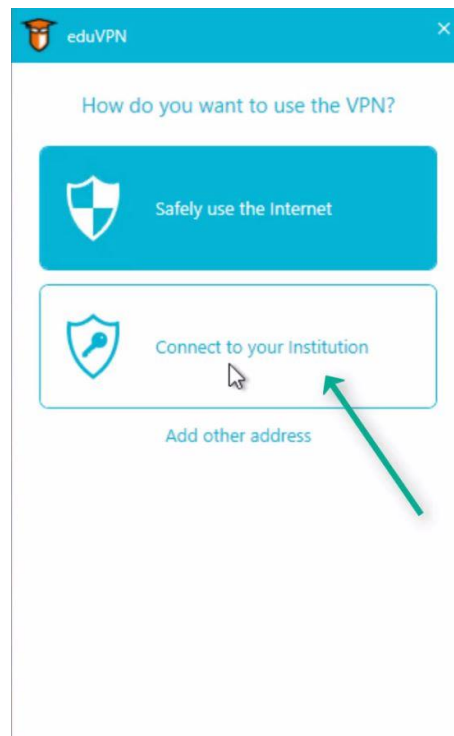 eduVPN
How do you want to use the VPN?
Safely use the Internet
Connect to your Institution
Add other address